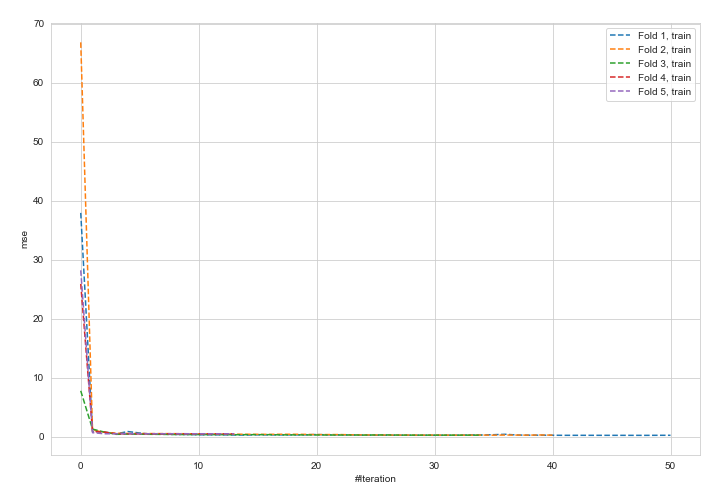 70
60
50
40
30
20
10
0
mse
0 10 20 30 40 50
#Iteration
Fold 1, train
Fold 2, train
Fold 3, train
Fold 4, train
Fold 5, train